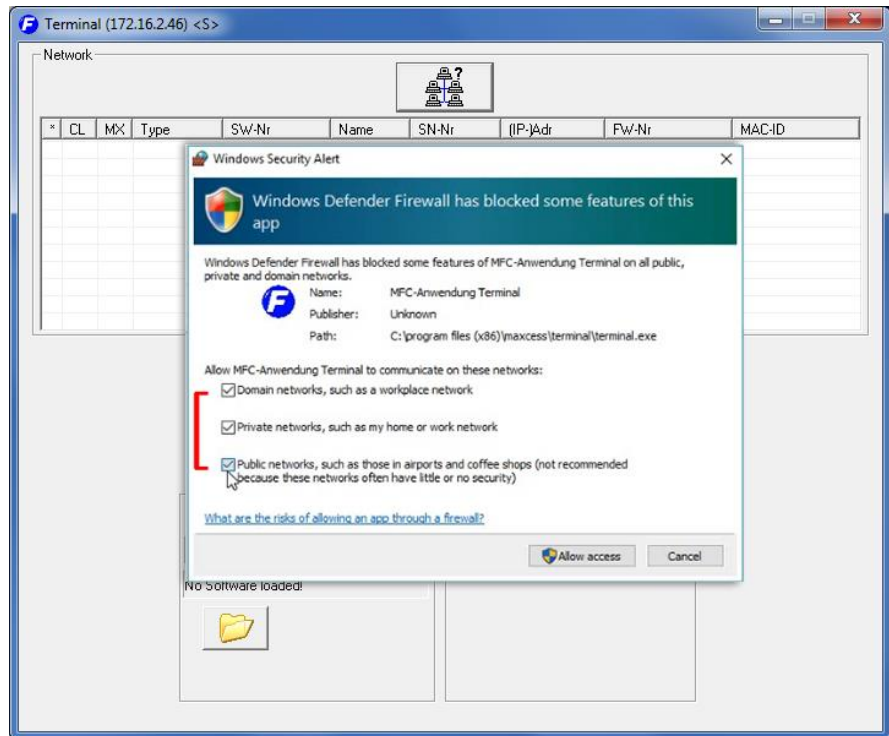 Terminal (172.16.2.46) <S>
Network
?
* CL MX Type SW-Nr Name SN-Nr (IP-)Adr FW-Nr MAC-ID
Windows Security Alert
Windows Defender Firewall has blocked some features of this
app
Windows Defender Firewall has blocked some features of MFC-Anwendung Terminal on all public,
private and domain networks.
Name: MFC-Anwendung Terminal
Publisher: Unknown
Path: C:\program files (x86)\maxcess\terminal\terminal.exe
Allow MFC-Anwendung Terminal to communicate on these networks:
Domain networks, such as a workplace network
Private networks, such as my home or work network
Public networks, such as those in airports and coffee shops (not recommended
because these networks often have little or no security)
What are the risks of allowing an app through a firewall?
Allow access Cancel
No Software loaded!